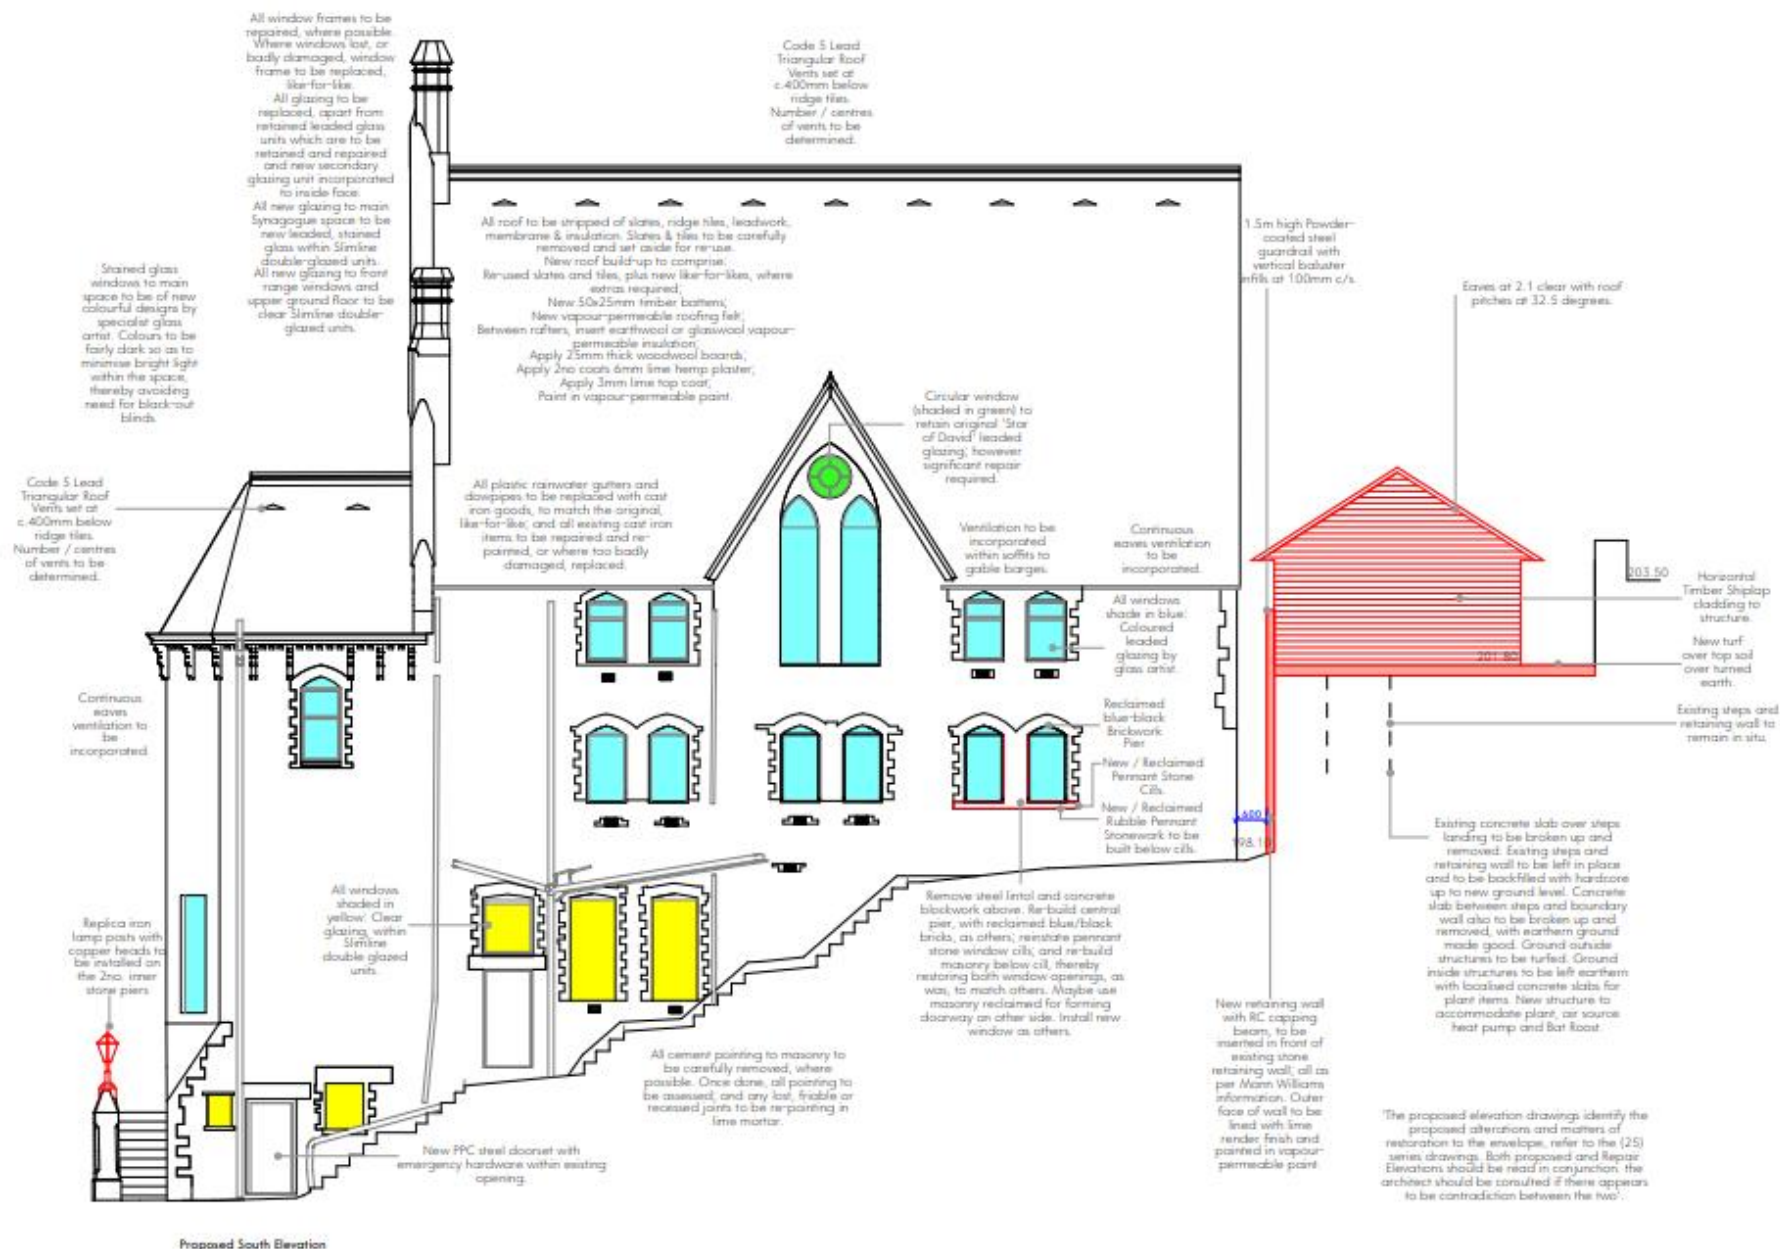 All window frames to be
repaired, where possible.
Where windows lost, or
badly damaged, window
frame to be replaced,
like-for-like.
All glazing to be
replaced, apart from
retained leaded glass
units which are to be
retained and repaired
and new secondary
glazing unit incorporated
to inside face.
All new glazing to main
Synagogue space to be
new leaded, stained
glass within Slimline
double-glazed units.
All new glazing to front
range windows and
upper ground floor to be
clear Slimline double-
glazed units.
Code 5 Lead
Triangular Roof
Vents set at
c.400mm below
ridge tiles.
Number / centres
of vents to be
determined.
All roof to be stripped of slates, ridge tiles, leadwork,
membrane & insulation. Slates & tiles to be carefully
removed and set aside for re-use.
New roof build-up to comprise:
Re-used slates and tiles, plus new like-for-likes, where
extras required;
New 50x25mm timber battens;
New vapour-permeable roofing felt;
Between rafters, insert earthwool or glasswool vapour-
permeable insulation;
Apply 25mm thick woodwool boards;
Apply 2no coats 6mm lime hemp plaster;
Apply 3mm lime top coat;
Paint in vapour-permeable paint.
1.5m high Powder-
coated steel
guardrail with
vertical baluster
infills at 100mm c/s.
Eaves at 2.1 clear with roof
pitches at 32.5 degrees.
Stained glass
windows to main
space to be of new
colourful designs by
specialist glass
artist. Colours to be
fairly dark so as to
minimise bright light
within the space,
thereby avoiding
need for black-out
blinds.
Circular window
(shaded in green) to
retain original 'Star
of David' leaded
glazing; however
significant repair
required.
Code 5 Lead
Triangular Roof
Vents set at
c.400mm below
ridge tiles.
Number / centres
of vents to be
determined.
All plastic rainwater gutters and
dowpipes to be replaced with cast
iron goods, to match the original,
like-for-like; and all existing cast iron
items to be repaired and re-
painted, or where too badly
damaged, replaced.
Ventilation to be
incorporated
within soffits to
gable barges.
Continuous
eaves ventilation
to be
incorporated.
203.50
Horizontal
Timber Shiplap
cladding to
structure.
All windows
shade in blue:
Coloured
leaded
glazing by
glass artist.
New turf
over top soil
over turned
earth.
201.80
Continuous
eaves
ventilation to
be
incorporated.
Reclaimed
blue-black
Brickwork
Pier
Existing steps and
retaining wall to
remain in situ.
New / Reclaimed
Pennant Stone
Cills.
New / Reclaimed
Rubble Pennant
Stonework to be
built below cills.
600
198.10
Existing concrete slab over steps
landing to be broken up and
removed. Existing steps and
retaining wall to be left in place
and to be backfilled with hardcore
up to new ground level. Concrete
slab between steps and boundary
wall also to be broken up and
removed, with earthern ground
made good. Ground outside
structures to be turfed. Ground
inside structures to be left earthern
with localised concrete slabs for
plant items. New structure to
accommodate plant, air source
heat pump and Bat Roost.
All windows
shaded in
yellow: Clear
glazing, within
Slimline
double glazed
units.
Remove steel lintol and concrete
blockwork above. Re-build central
pier, with reclaimed blue/black
bricks, as others; reinstate pennant
stone window cills; and re-build
masonry below cill, thereby
restoring both window openings, as
was, to match others. Maybe use
masonry reclaimed for forming
doorway on other side. Install new
window as others.
Replica iron
lamp posts with
copper heads to
be installed on
the 2no. inner
stone piers
New retaining wall
with RC capping
beam, to be
inserted in front of
existing stone
retaining wall, all as
per Mann Williams
information. Outer
face of wall to be
lined with lime
render finish and
painted in vapour-
permeable paint
All cement pointing to masonry to
be carefully removed, where
possible. Once done, all pointing to
be assessed, and any lost, friable or
recessed joints to be re-pointing in
lime mortar.
New PPC steel doorset with
emergency hardware within existing
opening.
'The proposed elevation drawings identify the
proposed alterations and matters of
restoration to the envelope, refer to the (25)
series drawings. Both proposed and Repair
Elevations should be read in conjunction. the
architect should be consulted if there appears
to be contradiction between the two'.
Proposed South Elevation